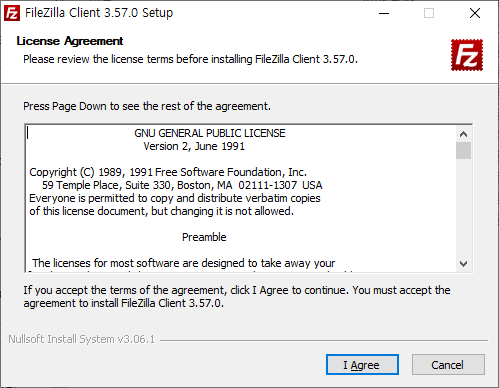 FileZilla Client 3.57.0 Setup
License Agreement
Please review the license terms before installing FileZilla Client 3.57.0.
Fz
Press Page Down to see the rest of the agreement.
GNU GENERAL PUBLIC LICENSE
Version 2, June 1991
Copyright (C) 1989, 1991 Free Software Foundation, Inc.
59 Temple Place, Suite 330, Boston, MA  02111-1307  USA
Everyone is permitted to copy and distribute verbatim copies
of this license document, but changing it is not allowed.
Preamble
The licenses for most software are designed to take away your
If you accept the terms of the agreement, click I Agree to continue. You must accept the
agreement to install FileZilla Client 3.57.0.
Nullsoft Install System v3.06.1
I Agree
Cancel